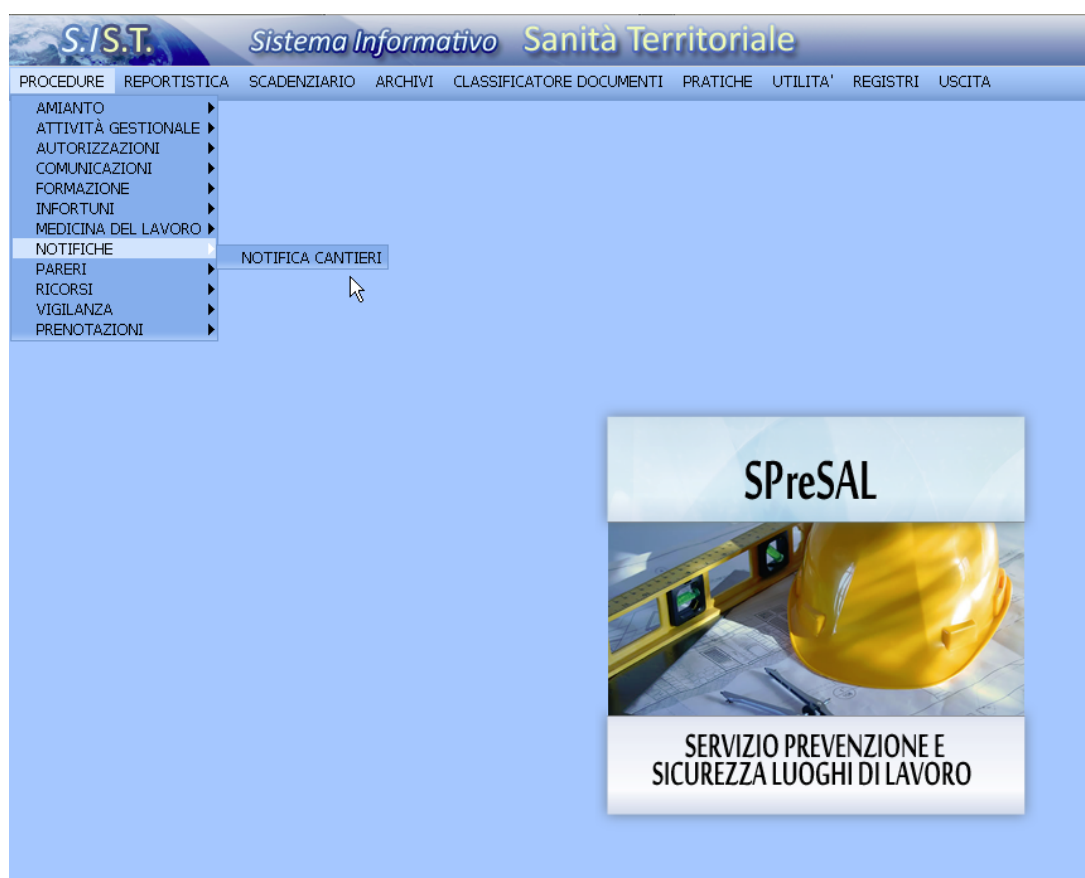 S.IS.T. Sistema Informativo Sanità Territoriale
PROCEDURE REPORTISTICA SCADENZIARIO ARCHIVI CLASSIFICATORE DOCUMENTI PRATICHE UTILITA' REGISTRI USCITA
AMIANTO
ATTIVITÀ GESTIONALE
AUTORIZZAZIONI
COMUNICAZIONI
FORMAZIONE
INFORTUNI
MEDICINA DEL LAVORO
NOTIFICHE
NOTIFICA CANTIERI
PARERI
RICORSI
VIGILANZA
PRENOTAZIONI
SPreSAL
SERVIZIO PREVENZIONE E
SICUREZZA LUOGHI DI LAVORO